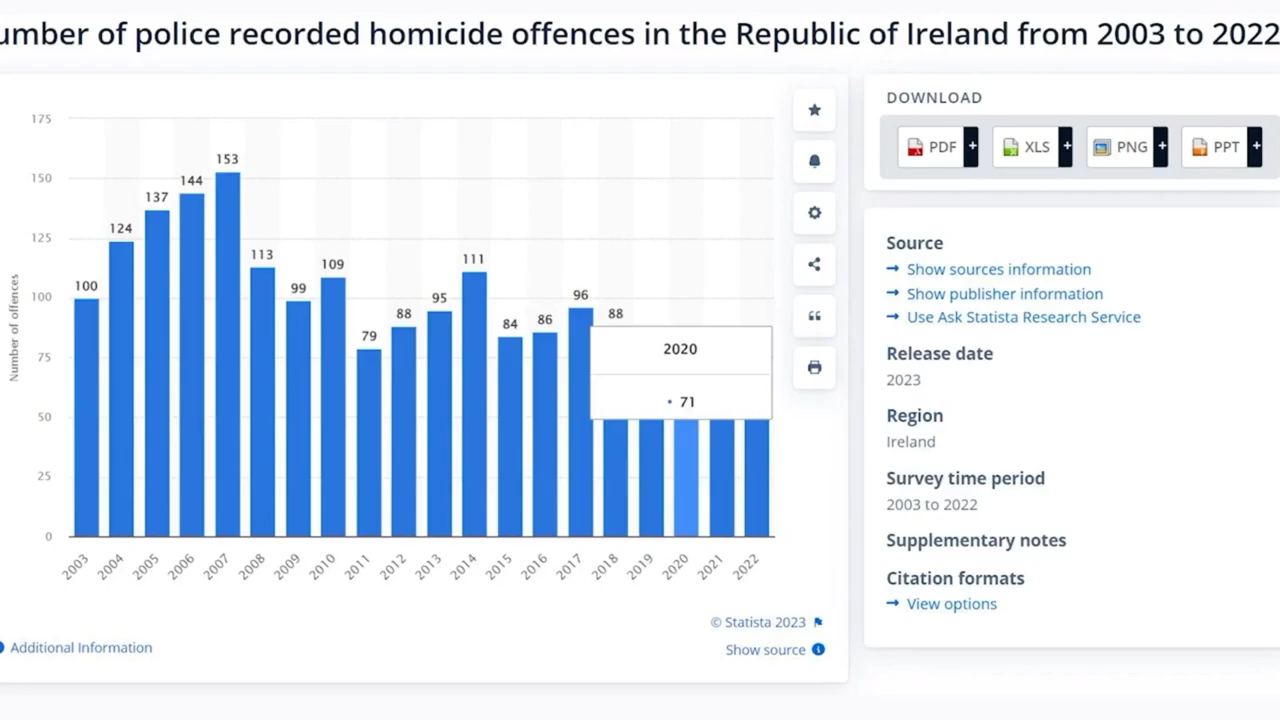 umber of police recorded homicide offences in the Republic of Ireland from 2003 to 2022
175
150
125
100
75
50
25
0
Number of offences
100
124
137
144
153
113
99
109
79
88
95
111
84
86
96
88
2020
• 71
2003
2004
2005
2006
2007
2008
2009
2010
2011
2012
2013
2014
2015
2016
2017
2018
2019
2020
2021
2022
© Statista 2023
Additional Information
Show source
DOWNLOAD
PDF +
XLS +
PNG +
PPT +
Source
→ Show sources information
→ Show publisher information
→ Use Ask Statista Research Service
Release date
2023
Region
Ireland
Survey time period
2003 to 2022
Supplementary notes
Citation formats
→ View options